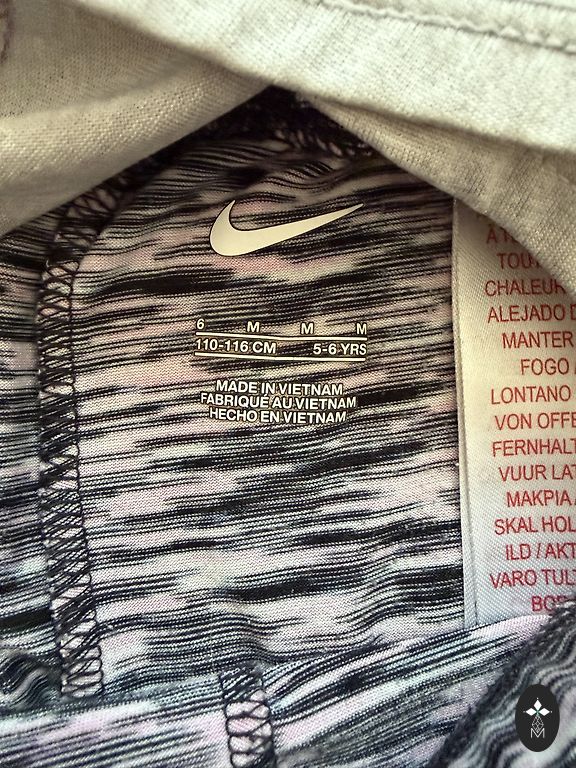 6 M M M
110-116 CM 5-6 YRS
MADE IN VIETNAM
FABRIQUÉ AU VIETNAM
HECHO EN VIETNAM
TOUT
CHALEUR
ALEJADO D
MANTER
FOGO /
LONTANO
VON OFFE
FERNHALT
VUUR LAT
MAKPIA
SKAL HOL
ILD / AKT
VARO TULT
M